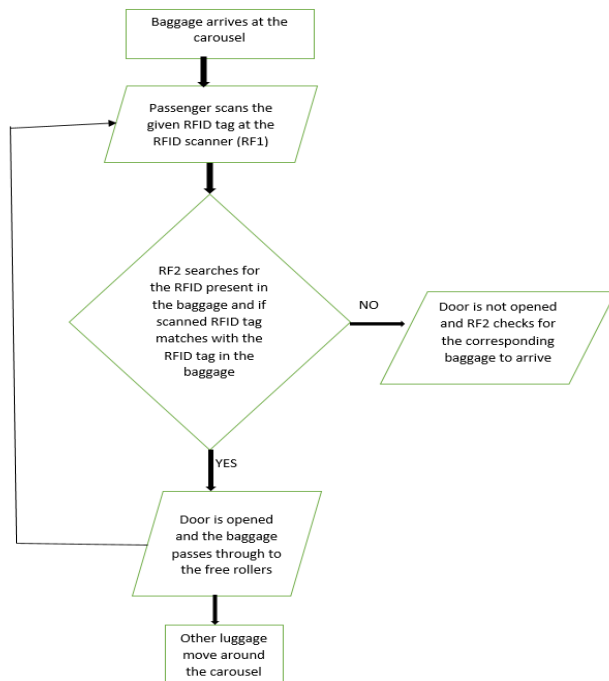 Baggage arrives at the
carousel
Passenger scans the
given RFID tag at the
RFID scanner (RF1)
RF2 searches for
the RFID present in
the baggage and if
scanned RFID tag
matches with the
RFID tag in the
baggage
NO
Door is not opened
and RF2 checks for
the corresponding
baggage to arrive
YES
Door is opened
and the baggage
passes through to
the free rollers
Other luggage
move around
the carousel